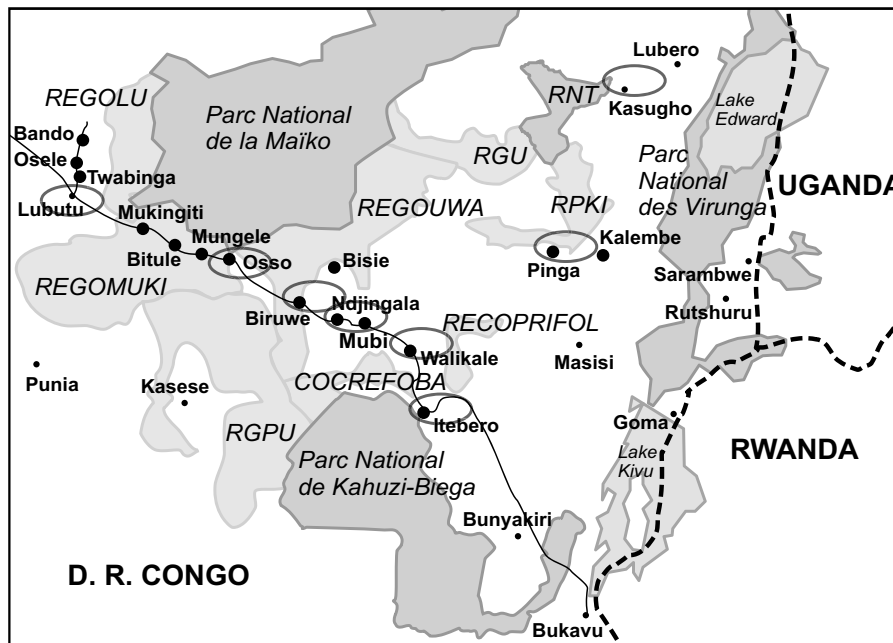 Lubero
REGOLU
RNT
Kasugho
Lake
Edward
Parc National
de la Maïko
Bando
Osele
Twabinga
RGU
Parc
National
des Virunga
UGANDA
Lubutu
Mukingiti
REGOUWA
RPKI
Mungele
Kalembe
Bitule
Osso
Bisie
Pinga
Sarambwe
REGOMUKI
Ndjingala
Rutshuru
Biruwe
RECOPRIFOL
Mubi
Walikale
Masisi
Punia
Kasese
COCREFOBA
Itebero
Goma
RGPU
RWANDA
Parc National
de Kahuzi-Biega
Lake
Kivu
Bunyakiri
D. R. CONGO
Bukavu